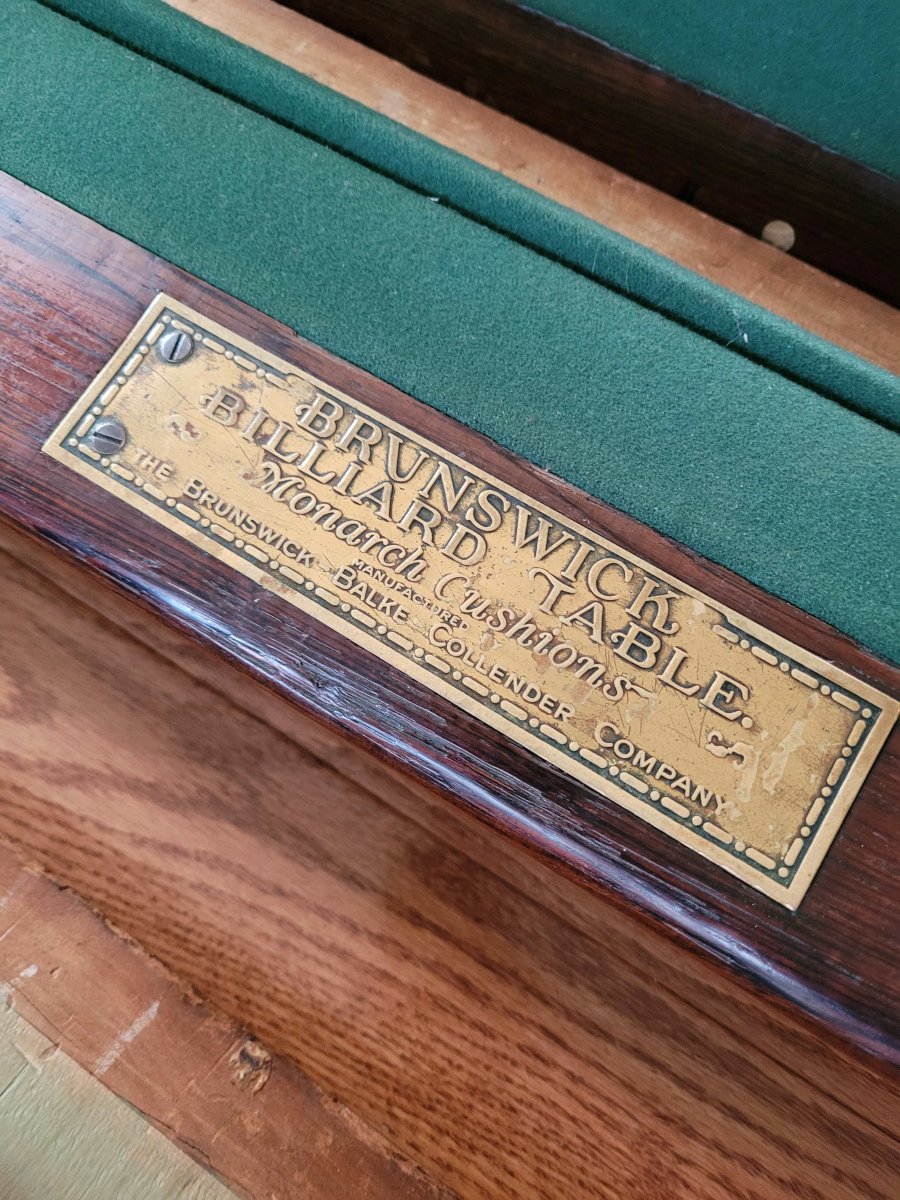 BRUNSWICK
BILLIARD TABLE.
Monarch Cushions
MANUFACTURED
THE BRUNSWICK-BALKE-COLLENDER COMPANY